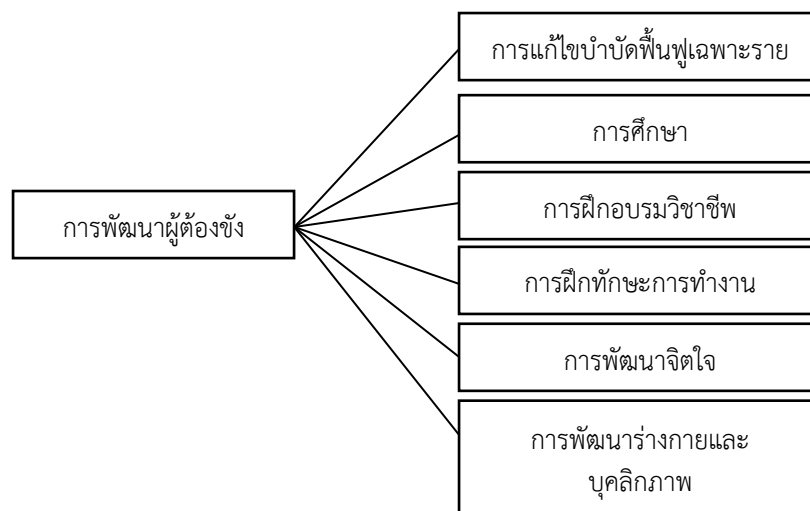 การแก้ไขบำบัดฟื้นฟูเฉพาะราย
การศึกษา
การฝึกอบรมวิชาชีพ
การพัฒนาผู้ต้องขัง
การฝึกทักษะการทำงาน
การพัฒนาจิตใจ
การพัฒนาร่างกายและ
บุคลิกภาพ